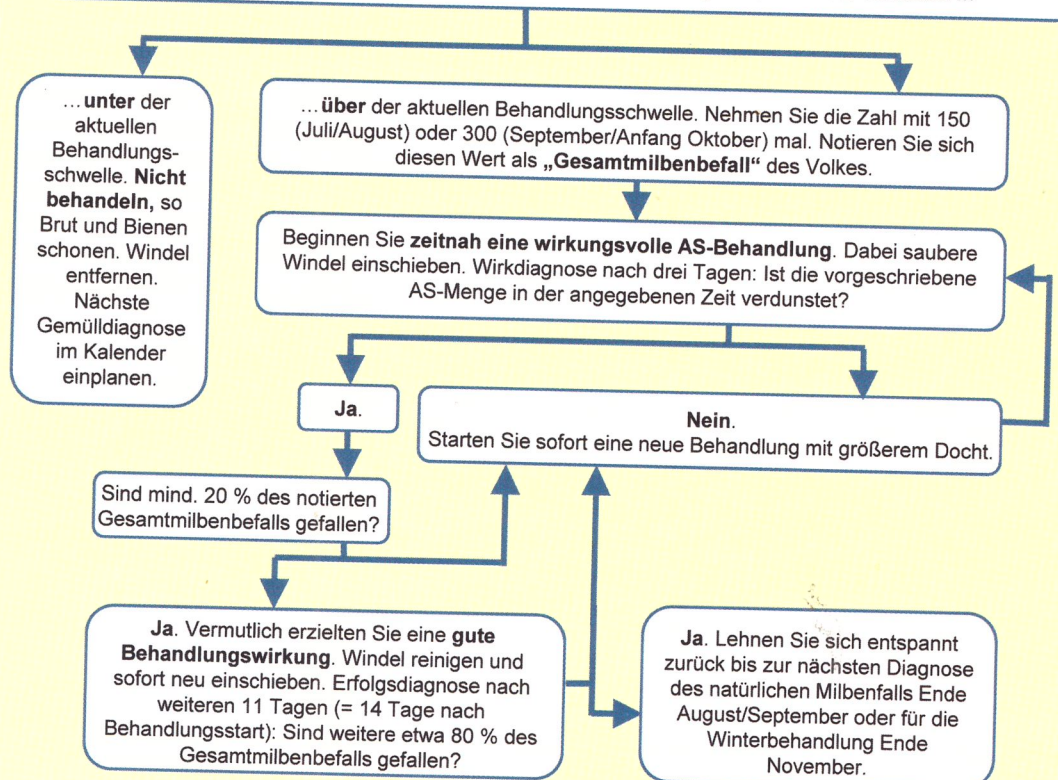 …unter der
aktuellen
Behandlungs-
schwelle. Nicht
behandeln, so
Brut und Bienen
schonen. Windel
entfernen.
Nächste
Gemülldiagnose
im Kalender
einplanen.
…über der aktuellen Behandlungsschwelle. Nehmen Sie die Zahl mit 150
(Juli/August) oder 300 (September/Anfang Oktober) mal. Notieren Sie sich
diesen Wert als „Gesamtmilbenbefall“ des Volkes.
Beginnen Sie zeitnah eine wirkungsvolle AS-Behandlung. Dabei saubere
Windel einschieben. Wirkdiagnose nach drei Tagen: Ist die vorgeschriebene
AS-Menge in der angegebenen Zeit verdunstet?
Ja.
Nein.
Starten Sie sofort eine neue Behandlung mit größerem Docht.
Sind mind. 20 % des notierten
Gesamtmilbenbefalls gefallen?
Ja. Vermutlich erzielten Sie eine gute
Behandlungswirkung. Windel reinigen und
sofort neu einschieben. Erfolgsdiagnose nach
weiteren 11 Tagen (= 14 Tage nach
Behandlungsstart): Sind weitere etwa 80 % des
Gesamtmilbenbefalls gefallen?
Ja. Lehnen Sie sich entspannt
zurück bis zur nächsten Diagnose
des natürlichen Milbenfalls Ende
August/September oder für die
Winterbehandlung Ende
November.